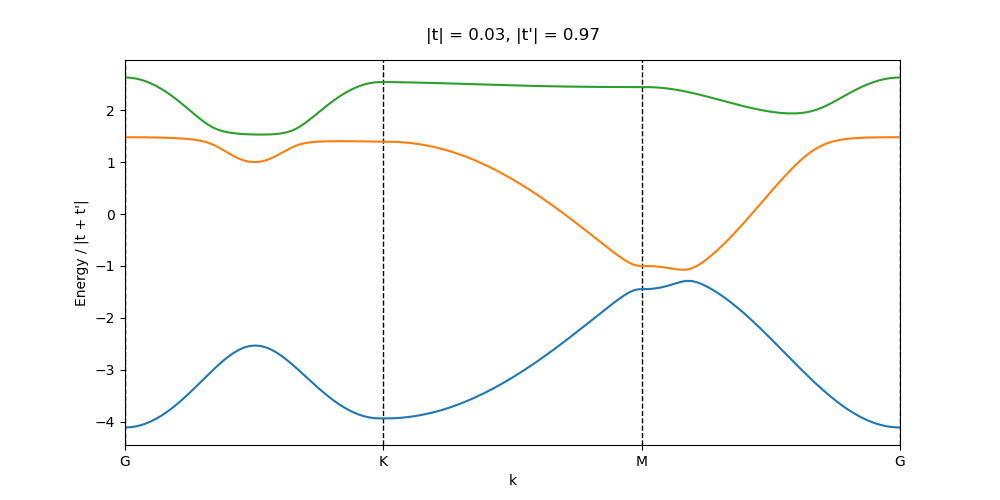 |t| = 0.03, |t'| = 0.97
Energy / |t + t'|
2
1
0
−1
−2
−3
−4
G
K
M
G
k